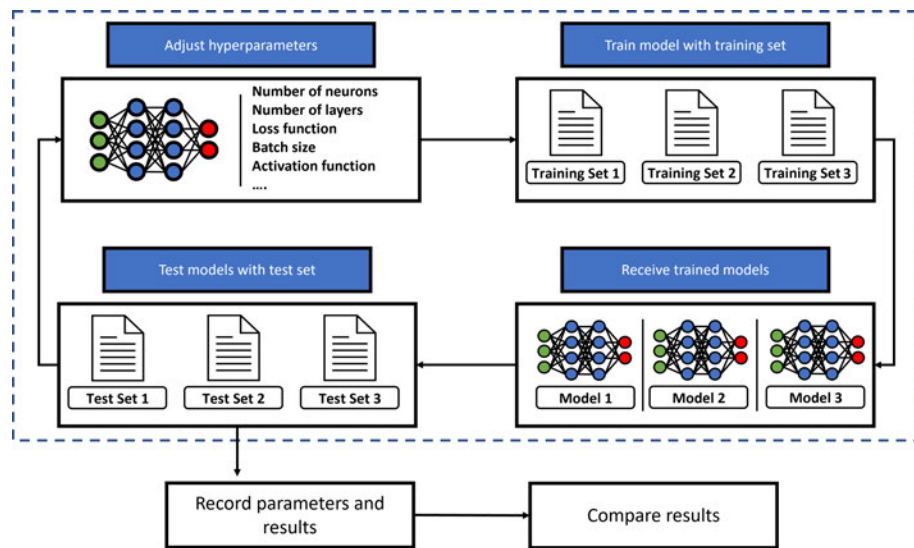 Adjust hyperparameters
Train model with training set
Number of neurons
Number of layers
Loss function
Batch size
Activation function
....
Training Set 1
Training Set 2
Training Set 3
Test models with test set
Receive trained models
Test Set 1
Test Set 2
Test Set 3
Model 1
Model 2
Model 3
Record parameters and
results
Compare results